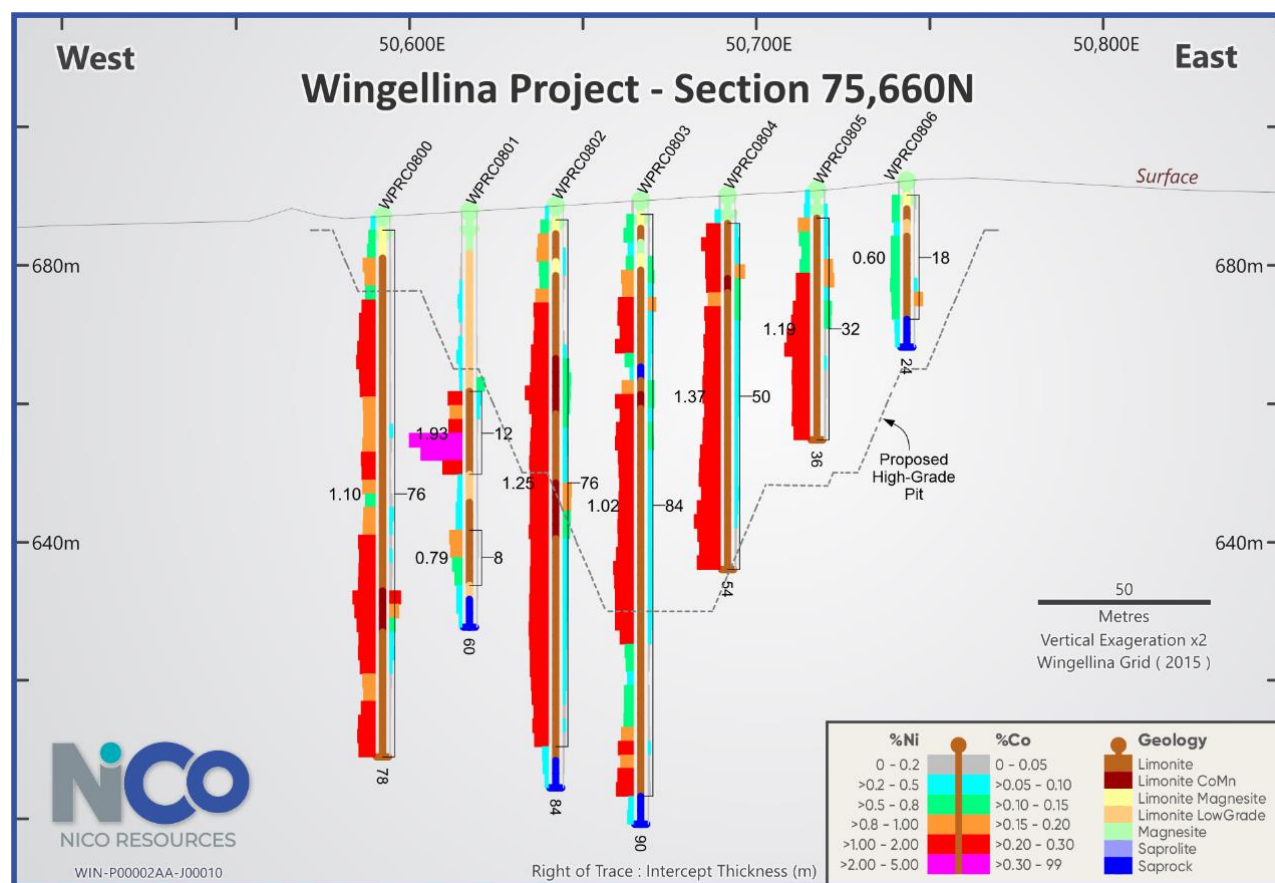 50,600E
50,700E
50,800E
West
East
Wingellina Project - Section 75,660N
WPRC0800
WPRC0801
WPRC0802
WPRC0803
WPRC0804
WPRC0805
WPRC0806
Surface
680m
680m
0.60
18
1.19
32
24
1.37
50
1.93
12
36
Proposed
High-Grade
Pit
1.10
76
1.25
76
1.02
84
640m
640m
0.79
8
54
60
50
Metres
Vertical Exageration x2
Wingellina Grid ( 2015 )
78
84
90
NiCo
NICO RESOURCES
WIN-P00002AA-J00010
Right of Trace : Intercept Thickness (m)
%Ni %Co Geology
0 - 0.2 0 - 0.05 Limonite
>0.2 - 0.5 >0.05 - 0.10 Limonite CoMn
>0.5 - 0.8 >0.10 - 0.15 Limonite Magnesite
>0.8 - 1.00 >0.15 - 0.20 Limonite LowGrade
>1.00 - 2.00 >0.20 - 0.30 Magnesite
>2.00 - 5.00 >0.30 - 99 Saprolite
Saprock